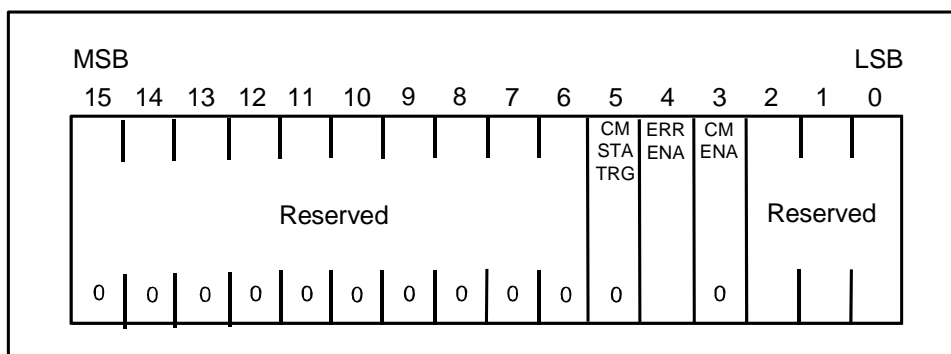 MSB LSB
15 14 13 12 11 10 9 8 7 6 5 4 3 2 1 0
CM ERR CM
STA ENA ENA
TRG
Reserved Reserved
0 0 0 0 0 0 0 0 0 0 0 0